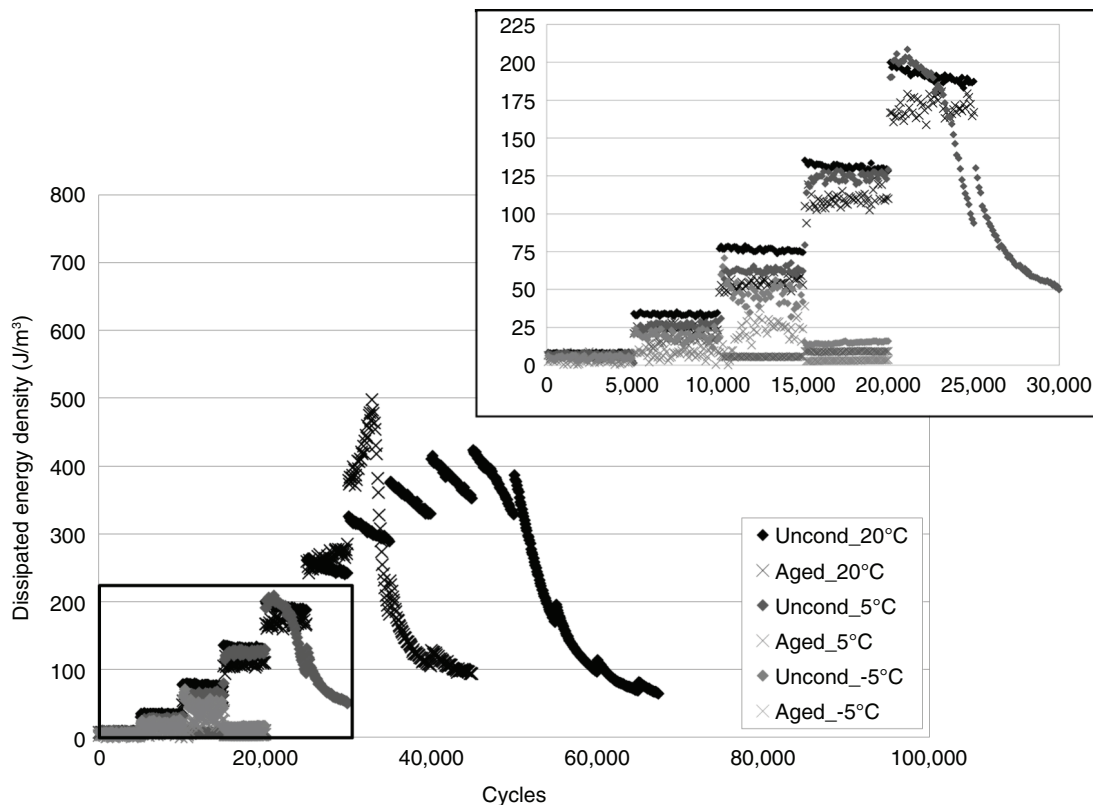 225
200
175
150
125
100
75
50
25
0
0 5,000 10,000 15,000 20,000 25,000 30,000
800
700
600
500
400
300
200
100
0
Dissipated energy density (J/m³)
0 20,000 40,000 60,000 80,000 100,000
Cycles
Uncond_20°C
Aged_20°C
Uncond_5°C
Aged_5°C
Uncond_-5°C
Aged_-5°C